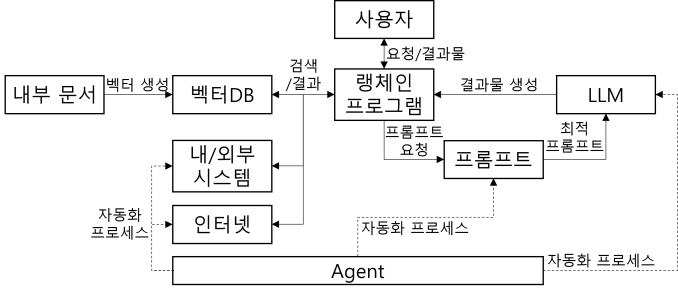 사용자
요청/결과물
내부 문서
벡터 생성
벡터DB
검색
/결과
랭체인
프로그램
결과물 생성
LLM
프롬프트
요청
프롬프트
최적
프롬프트
내/외부
시스템
인터넷
자동화
프로세스
자동화 프로세스
자동화 프로세스
Agent